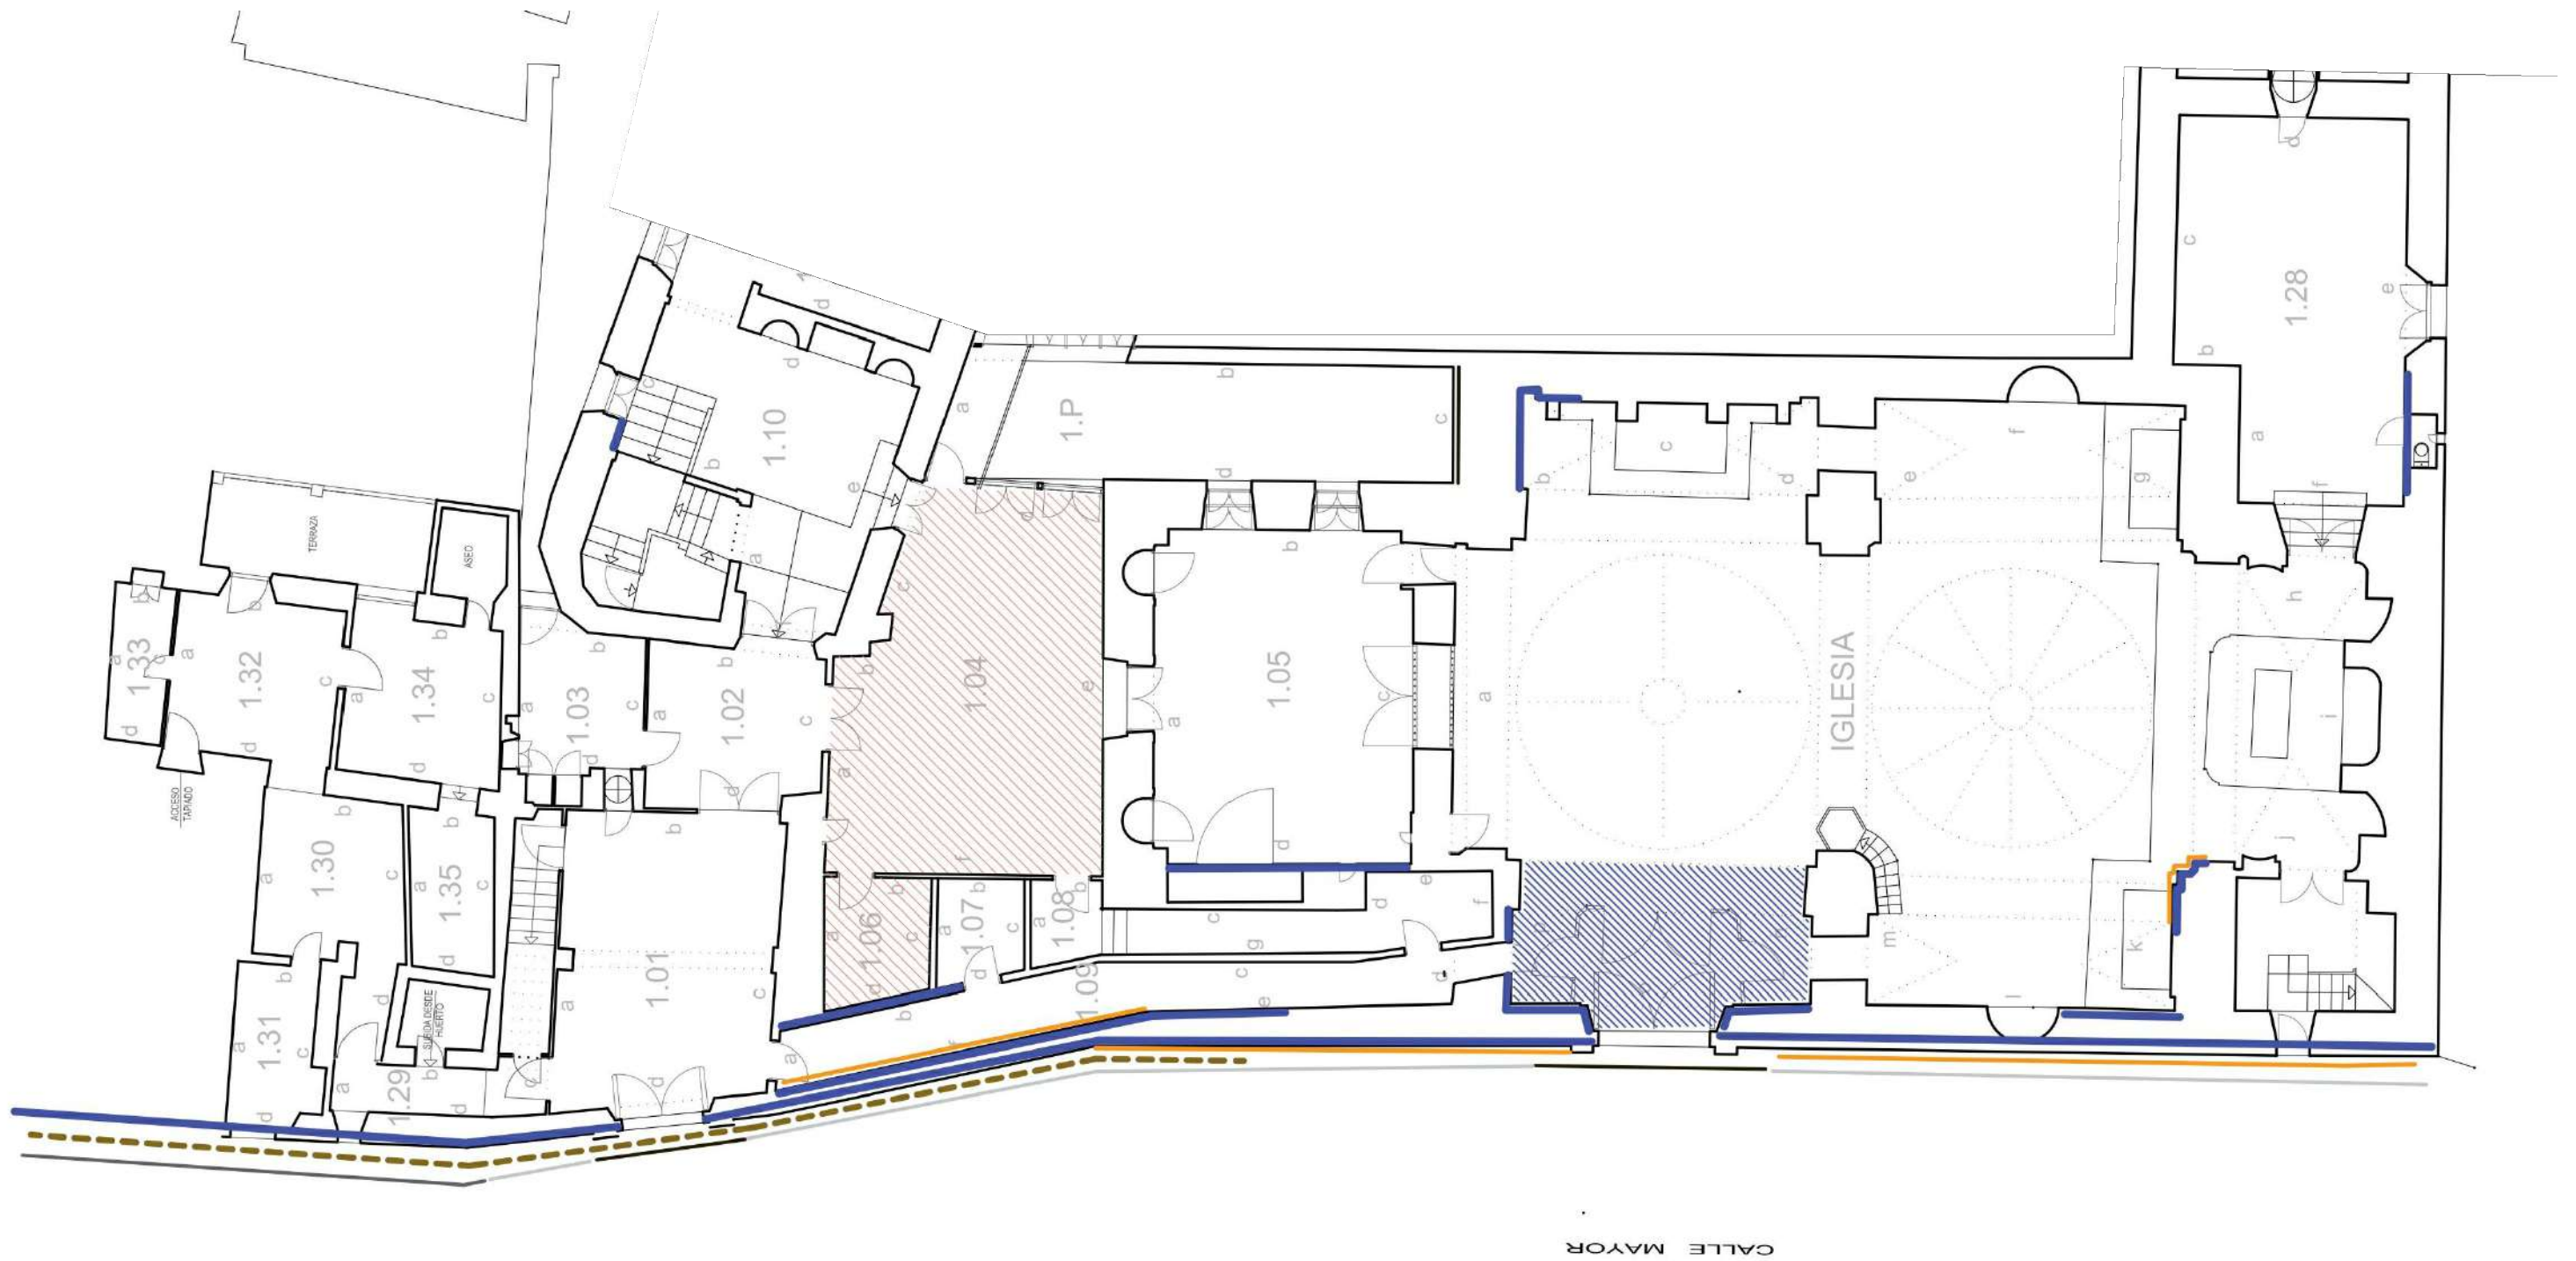 TERRAZA
ASEO
1.33
1.32
1.34
1.03
1.02
1.10
1.P
1.04
1.05
IGLESIA
1.28
ACCESO
TAPIADO
1.30
1.35
1.31
1.29
SUBIDA DESDE
HUERTO
1.01
1.06
1.07
1.08
1.09
a
b
c
d
e
f
g
h
i
j
k
l
m
CALLE MAYOR